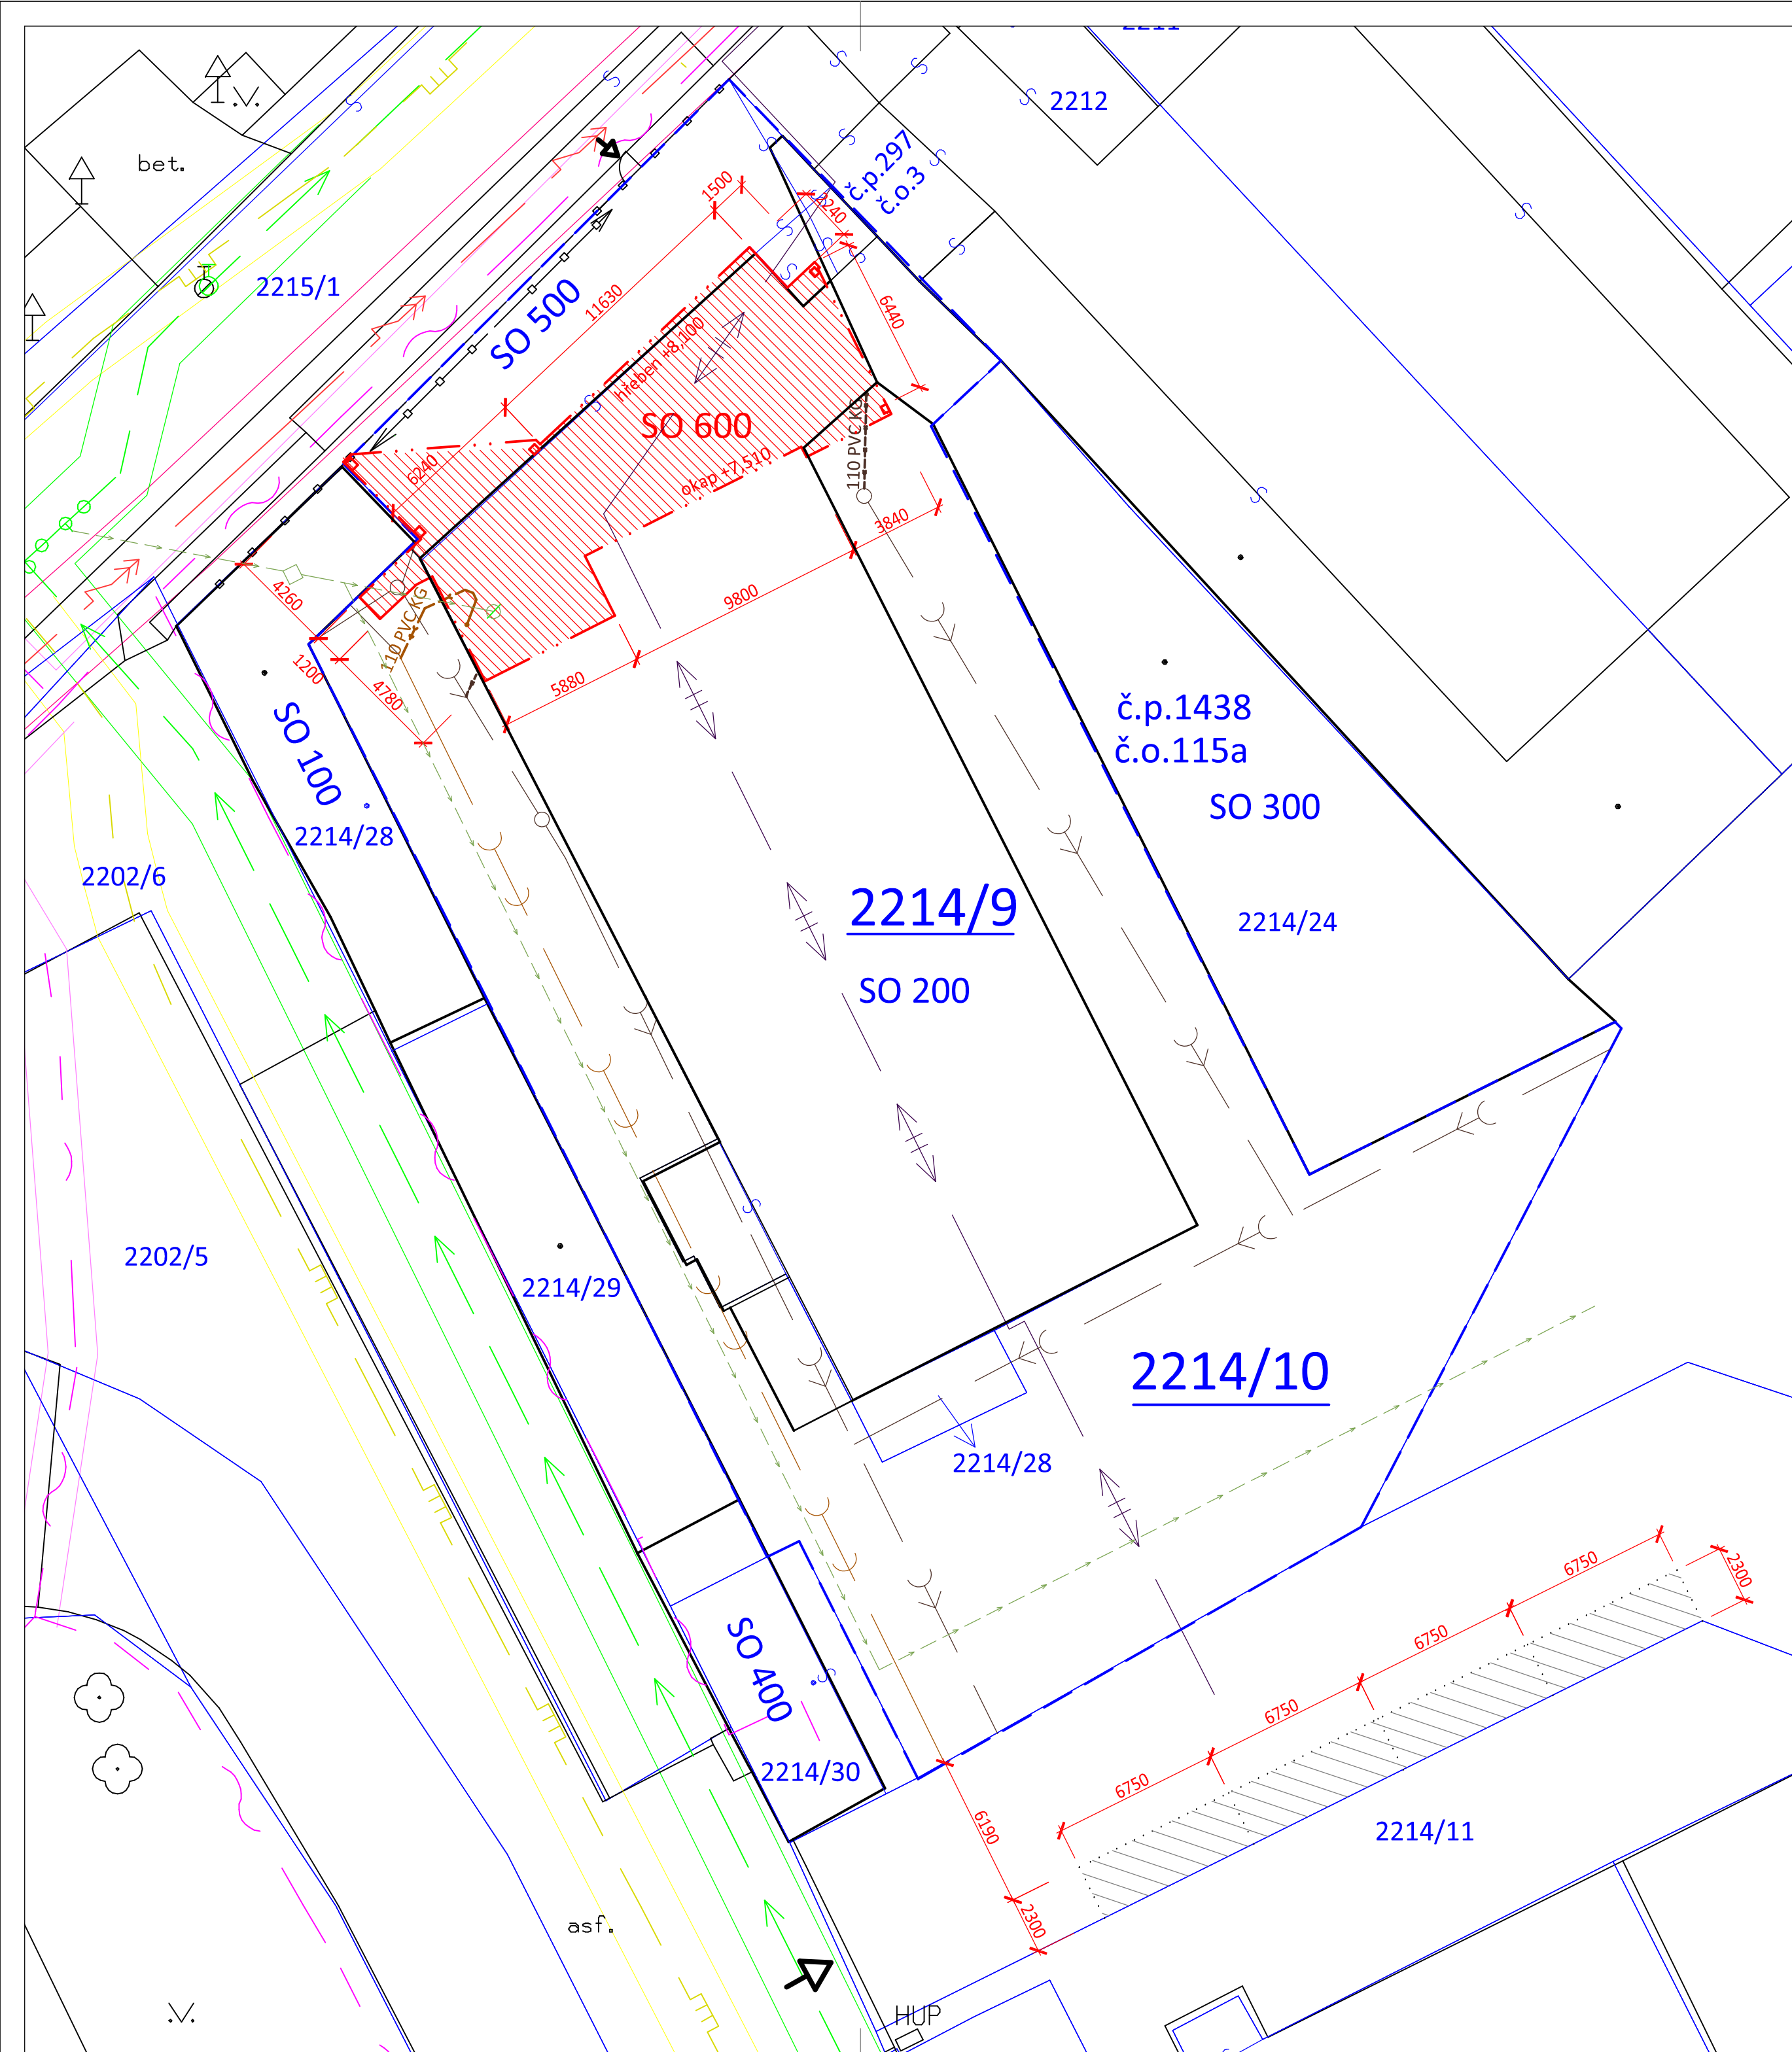 2212
bet.
č.p.297
č.o.3
1500
2215/1
SO 500
11630
6440
hřeben +8,100
SO 600
6240
okap +7,510
110 PVC KG
3840
4260
9800
110 PVC KG
1200
4780
5880
SO 100
č.p.1438
č.o.115a
SO 300
2214/28
2202/6
2214/9
2214/24
SO 200
2202/5
2214/29
2214/10
2214/28
6750
2300
6750
6750
6750
SO 400
2214/30
6190
2214/11
2300
asf.
HUP